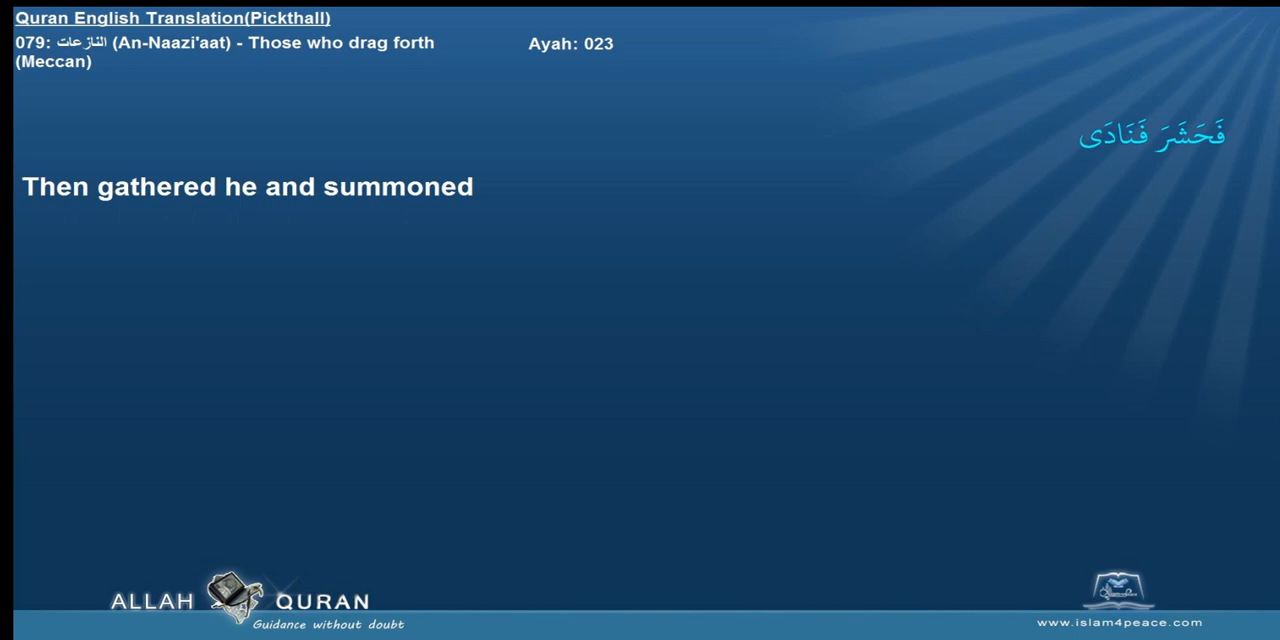 Quran English Translation(Pickthall)
079: النازعات (An-Naazi'aat) - Those who drag forth
(Meccan)
Ayah: 023
فَحَشَرَ فَنَادَى
Then gathered he and summoned
ALLAH QURAN
Guidance without doubt
www.islam4peace.com